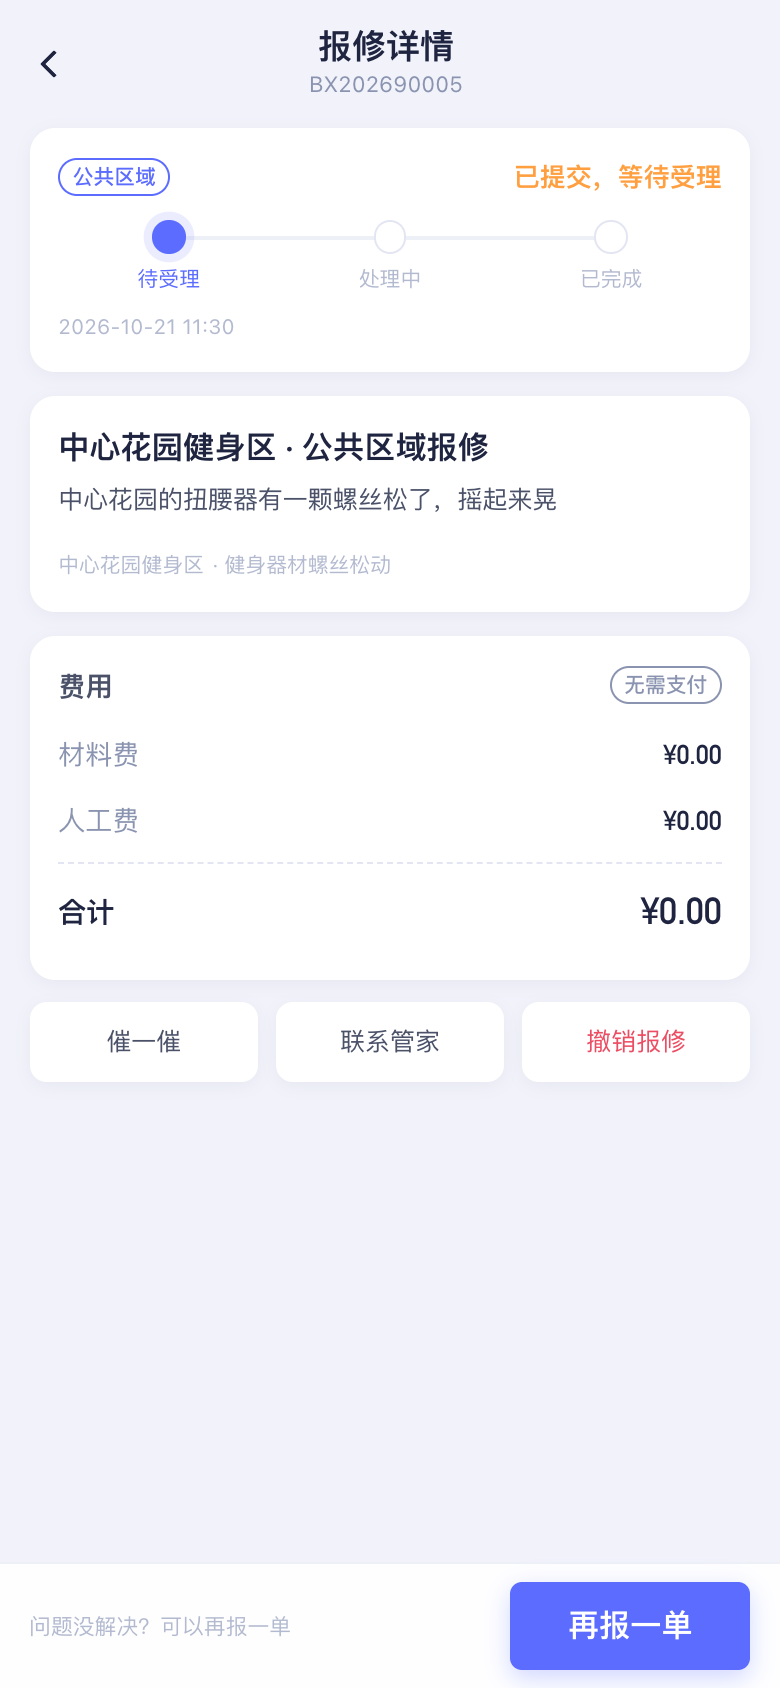 报修详情
BX202690005
公共区域
已提交，等待受理
待受理
处理中
已完成
2026-10-21 11:30
中心花园健身区 · 公共区域报修
中心花园的扭腰器有一颗螺丝松了，摇起来晃
中心花园健身区 · 健身器材螺丝松动
费用
无需支付
材料费
¥0.00
人工费
¥0.00
合计
¥0.00
催一催
联系管家
撤销报修
问题没解决？可以再报一单
再报一单